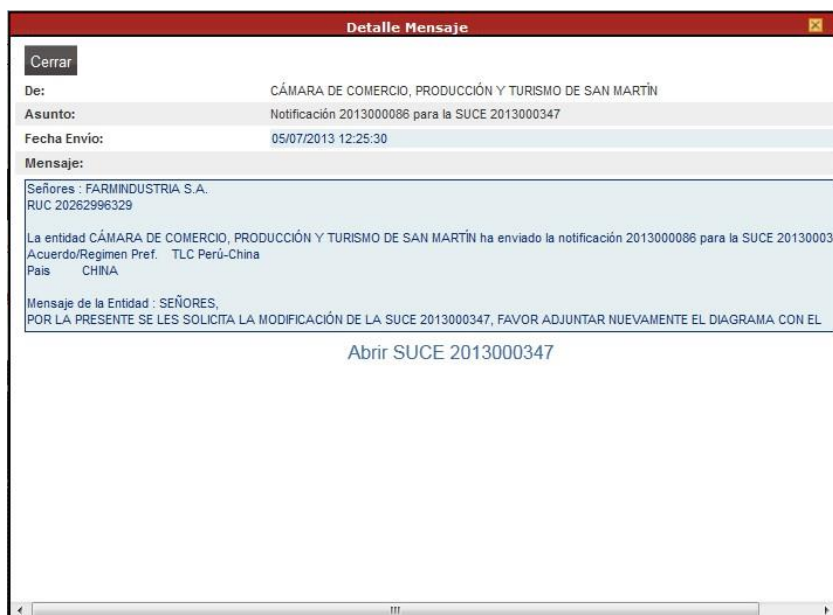 Detalle Mensaje
Cerrar
De: CÁMARA DE COMERCIO, PRODUCCIÓN Y TURISMO DE SAN MARTÍN
Asunto: Notificación 2013000086 para la SUCE 2013000347
Fecha Envío: 05/07/2013 12:25:30
Mensaje:
Señores : FARMINDUSTRIA S.A.
RUC 20262996329
La entidad CÁMARA DE COMERCIO, PRODUCCIÓN Y TURISMO DE SAN MARTÍN ha enviado la notificación 2013000086 para la SUCE 20130003
Acuerdo/Regimen Pref. TLC Perú-China
Pais CHINA
Mensaje de la Entidad : SEÑORES,
POR LA PRESENTE SE LES SOLICITA LA MODIFICACIÓN DE LA SUCE 2013000347, FAVOR ADJUNTAR NUEVAMENTE EL DIAGRAMA CON EL
Abrir SUCE 2013000347